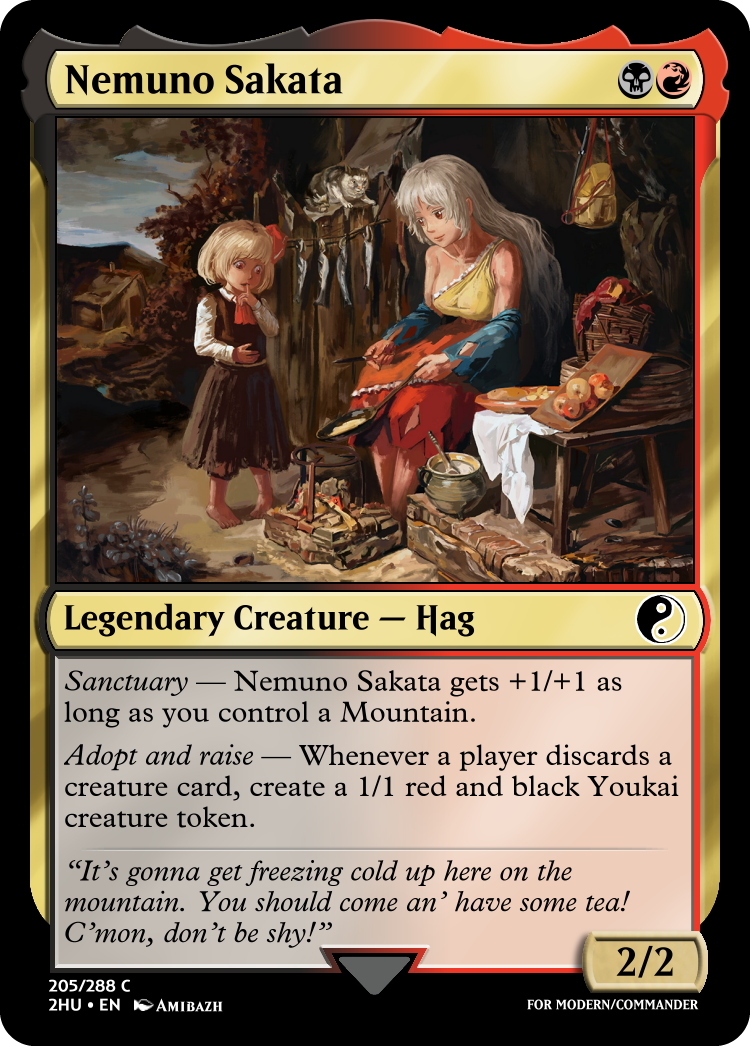 Nemuno Sakata
Legendary Creature — Hag
Sanctuary — Nemuno Sakata gets +1/+1 as
long as you control a Mountain.
Adopt and raise — Whenever a player discards a
creature card, create a 1/1 red and black Youkai
creature token.
“It’s gonna get freezing cold up here on the
mountain. You should come an’ have some tea!
C’mon, don’t be shy!”
2/2
205/288 C
2HU • EN Amibazh
FOR MODERN/COMMANDER